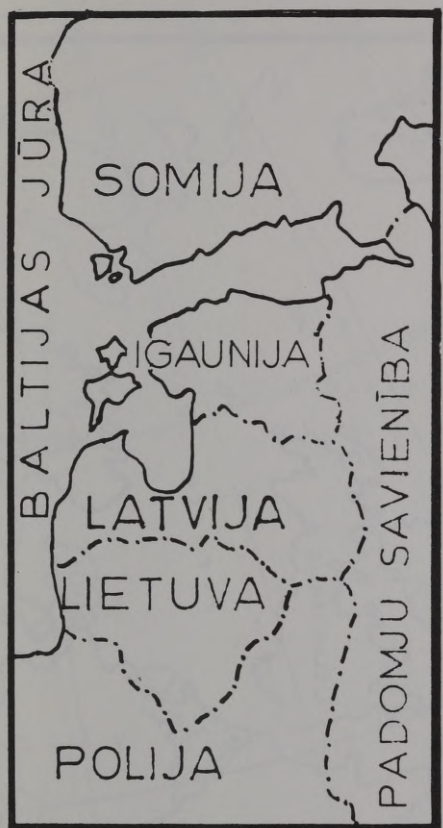 BALTIJAS JŪRA
SOMIJA
IGAUNIJA
LATVIJA
LIETUVA
POLIJA
PADOMJU SAVIENĪBA